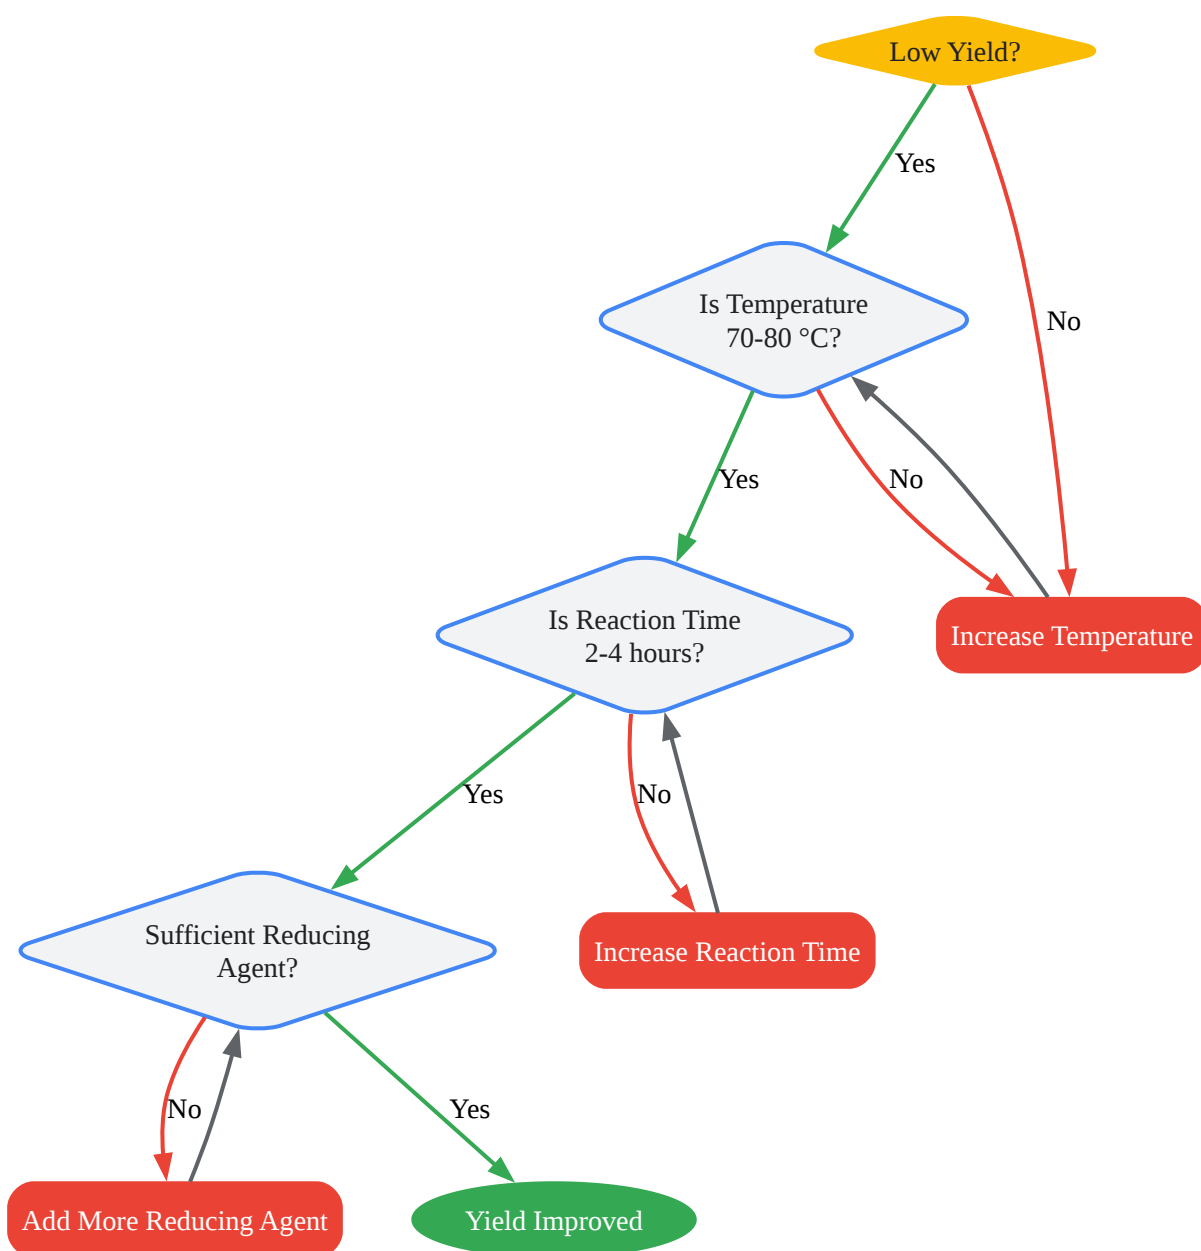 Low Yield?
Yes
No
Is Temperature
70-80 °C?
Yes
No
Is Reaction Time
2-4 hours?
Increase Temperature
Yes
No
Sufficient Reducing
Agent?
Increase Reaction Time
No
Yes
Add More Reducing Agent
Yield Improved